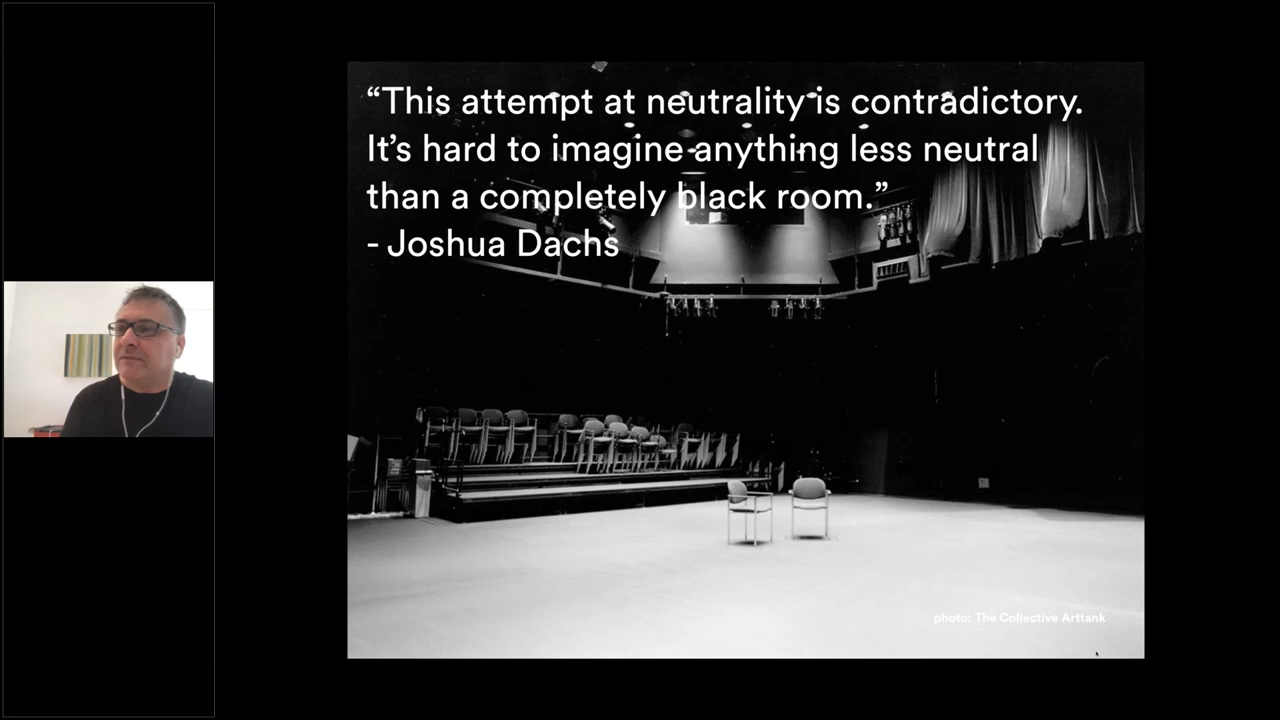 “This attempt at neutrality is contradictory.
It’s hard to imagine anything less neutral
than a completely black room.”
- Joshua Dachs
photo: The Collective Arttank